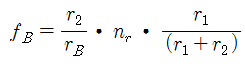 f_B = r_2 / r_B • n_r • r_1 / (r_1 + r_2)